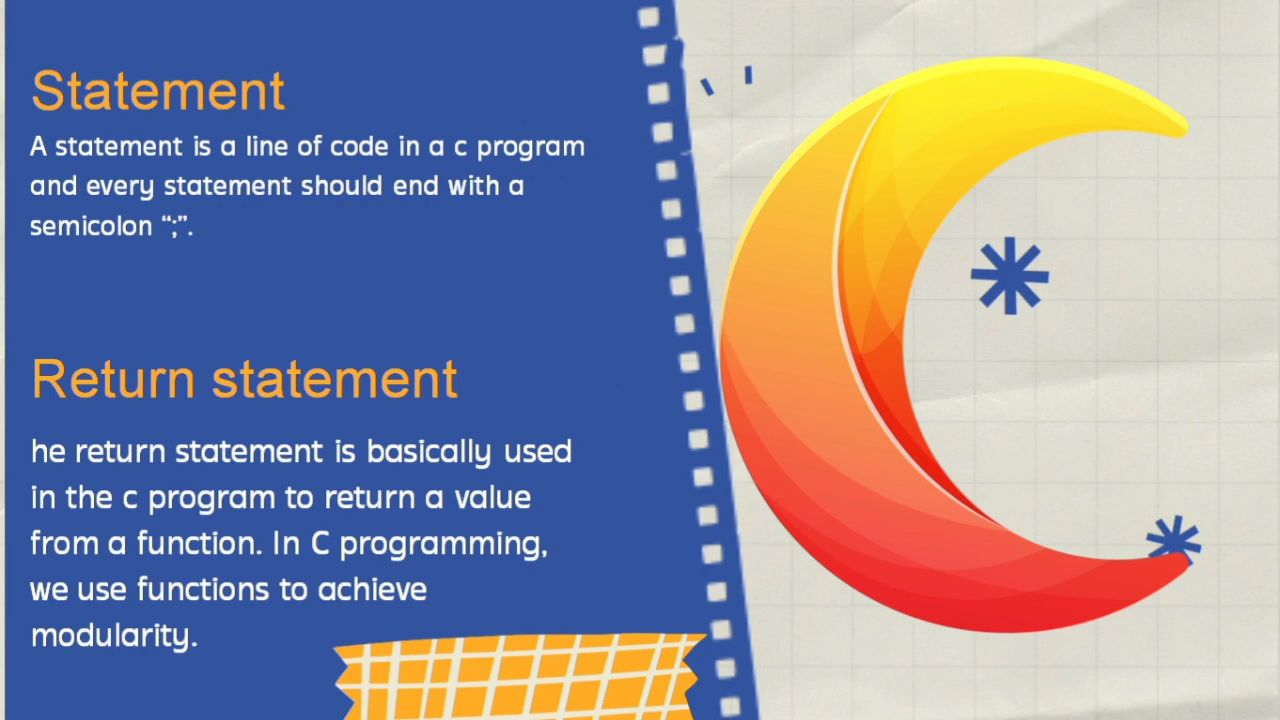 Statement
A statement is a line of code in a c program
and every statement should end with a
semicolon “;”.
Return statement
he return statement is basically used
in the c program to return a value
from a function. In C programming,
we use functions to achieve
modularity.